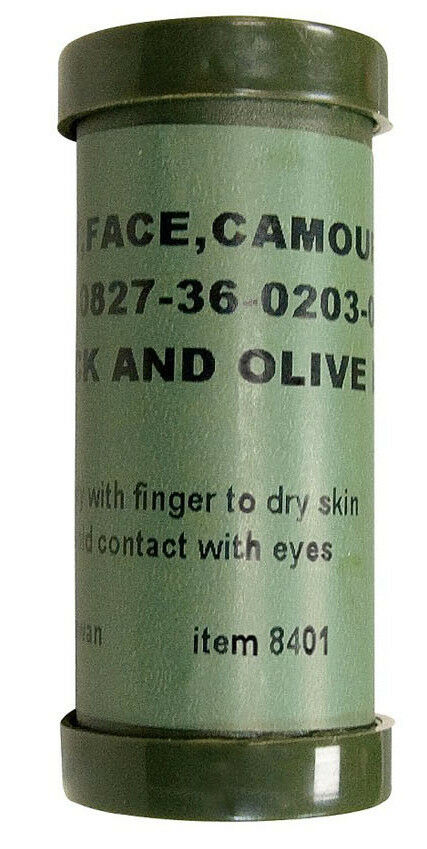 ,FACE,CAMOU
0827-36-0203-
CK AND OLIVE
with finger to dry skin
contact with eyes
item 8401